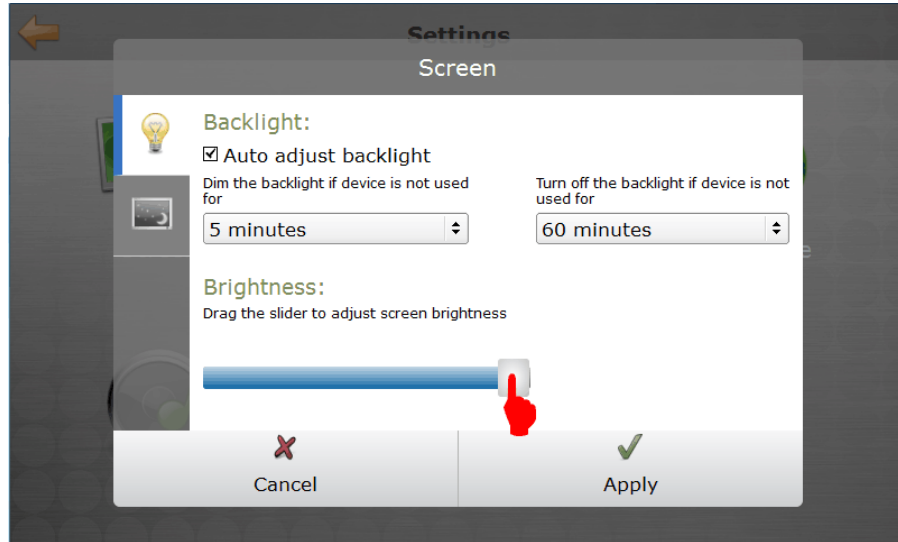 Settings
Screen
Backlight:
Auto adjust backlight
Dim the backlight if device is not used
for
5 minutes
Turn off the backlight if device is not
used for
60 minutes
Brightness:
Drag the slider to adjust screen brightness
Cancel
Apply